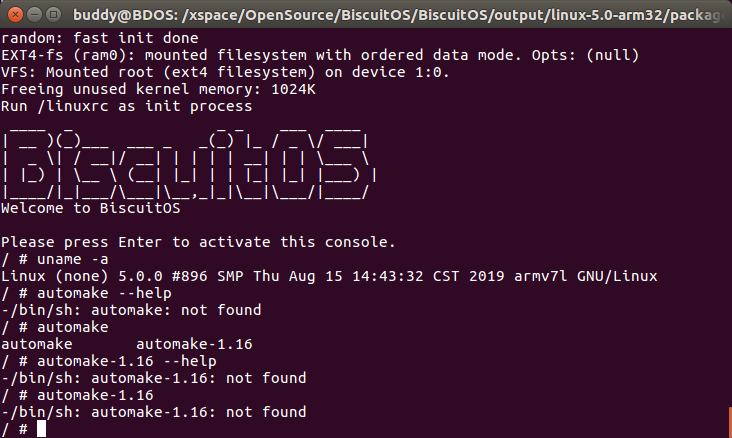 buddy@BDOS: /xspace/OpenSource/BiscuitOS/BiscuitOS/output/linux-5.0-arm32/package
random: fast init done
EXT4-fs (ram0): mounted filesystem with ordered data mode. Opts: (null)
VFS: Mounted root (ext4 filesystem) on device 1:0.
Freeing unused kernel memory: 1024K
Run /linuxrc as init process
BiscuitOS
Welcome to BiscuitOS
Please press Enter to activate this console.
/ # uname -a
Linux (none) 5.0.0 #896 SMP Thu Aug 15 14:43:32 CST 2019 armv7l GNU/Linux
/ # automake --help
-/bin/sh: automake: not found
/ # automake
automake       automake-1.16
/ # automake-1.16 --help
-/bin/sh: automake-1.16: not found
/ # automake-1.16
-/bin/sh: automake-1.16: not found
/ #